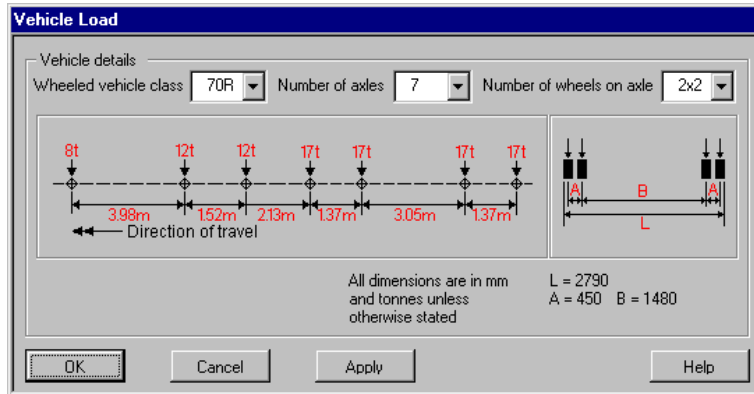 Vehicle Load
Vehicle details
Wheeled vehicle class 70R Number of axles 7 Number of wheels on axle 2x2
8t 12t 12t 17t 17t 17t 17t
3.98m 1.52m 2.13m 1.37m 3.05m 1.37m
Direction of travel
A B A
L
All dimensions are in mm
and tonnes unless
otherwise stated
L = 2790
A = 450 B = 1480
OK Cancel Apply Help